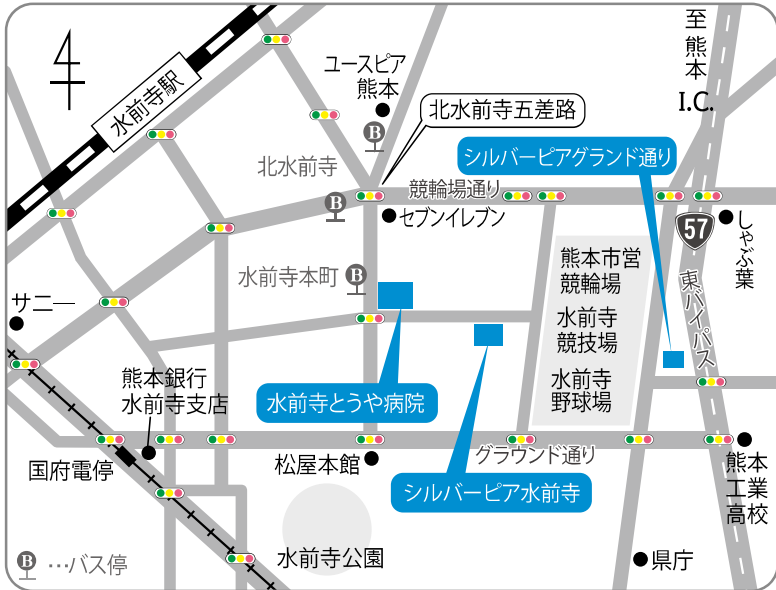 至
熊
本
I.C.
ユースピア
熊本
水前寺駅
北水前寺五差路
シルバーピアグランド通り
B
北水前寺
競輪場通り
B
セブンイレブン
57
しゃぶ葉
熊本市営
競輪場
水前寺
競技場
水前寺
野球場
東バイパス
水前寺本町
B
サニー
熊本銀行
水前寺支店
水前寺とうや病院
国府電停
松屋本館
グラウンド通り
シルバーピア水前寺
熊本
工業
高校
水前寺公園
県庁
B …バス停